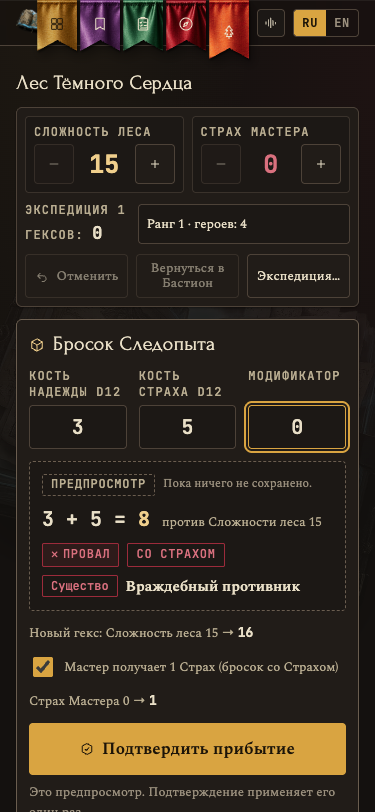 RU EN
Лес Тёмного Сердца
СЛОЖНОСТЬ ЛЕСА
СТРАХ МАСТЕРА
− 15 +
− 0 +
ЭКСПЕДИЦИЯ 1
ГЕКСОВ: 0
Ранг 1 · героев: 4
Отменить
Вернуться в
Бастион
Экспедиция…
Бросок Следопыта
КОСТЬ
НАДЕЖДЫ D12
КОСТЬ
СТРАХА D12
МОДИФИКАТОР
3
5
0
ПРЕДПРОСМОТР Пока ничего не сохранено.
3 + 5 = 8 против Сложности леса 15
× ПРОВАЛ СО СТРАХОМ
Существо Враждебный противник
Новый гекс: Сложность леса 15 → 16
Мастер получает 1 Страх (бросок со Страхом)
Страх Мастера 0 → 1
Подтвердить прибытие
Это предпросмотр. Подтверждение применяет его
один раз.